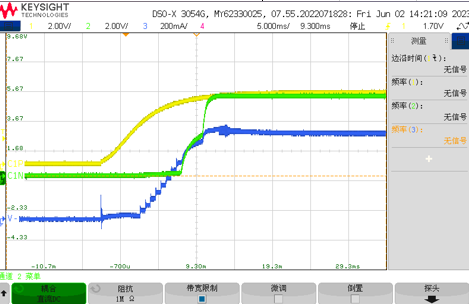 KEYSIGHT
TECHNOLOGIES
DSO-X 3054G, MY62330025, 07.55.2022071828: Fri Jun 02 14:21:09 2023
1 2.00V/ 2 2.00V/ 3 200mA/ 4 5.000ms/ 9.300ms 停止 1 1.70V
9.68V
7.67
5.67
3.67
1.68
-2.33
-4.33
-10.7m -700u 9.30m 19.3m 29.3ms
测量
边沿时间(1):
无信号
频率():
无信号
频率(2):
无信号
频率(3):
无信号
通道 2 菜单
耦合 阻抗 带宽限制 微调 倒置 探头
直流DC 1M Ω